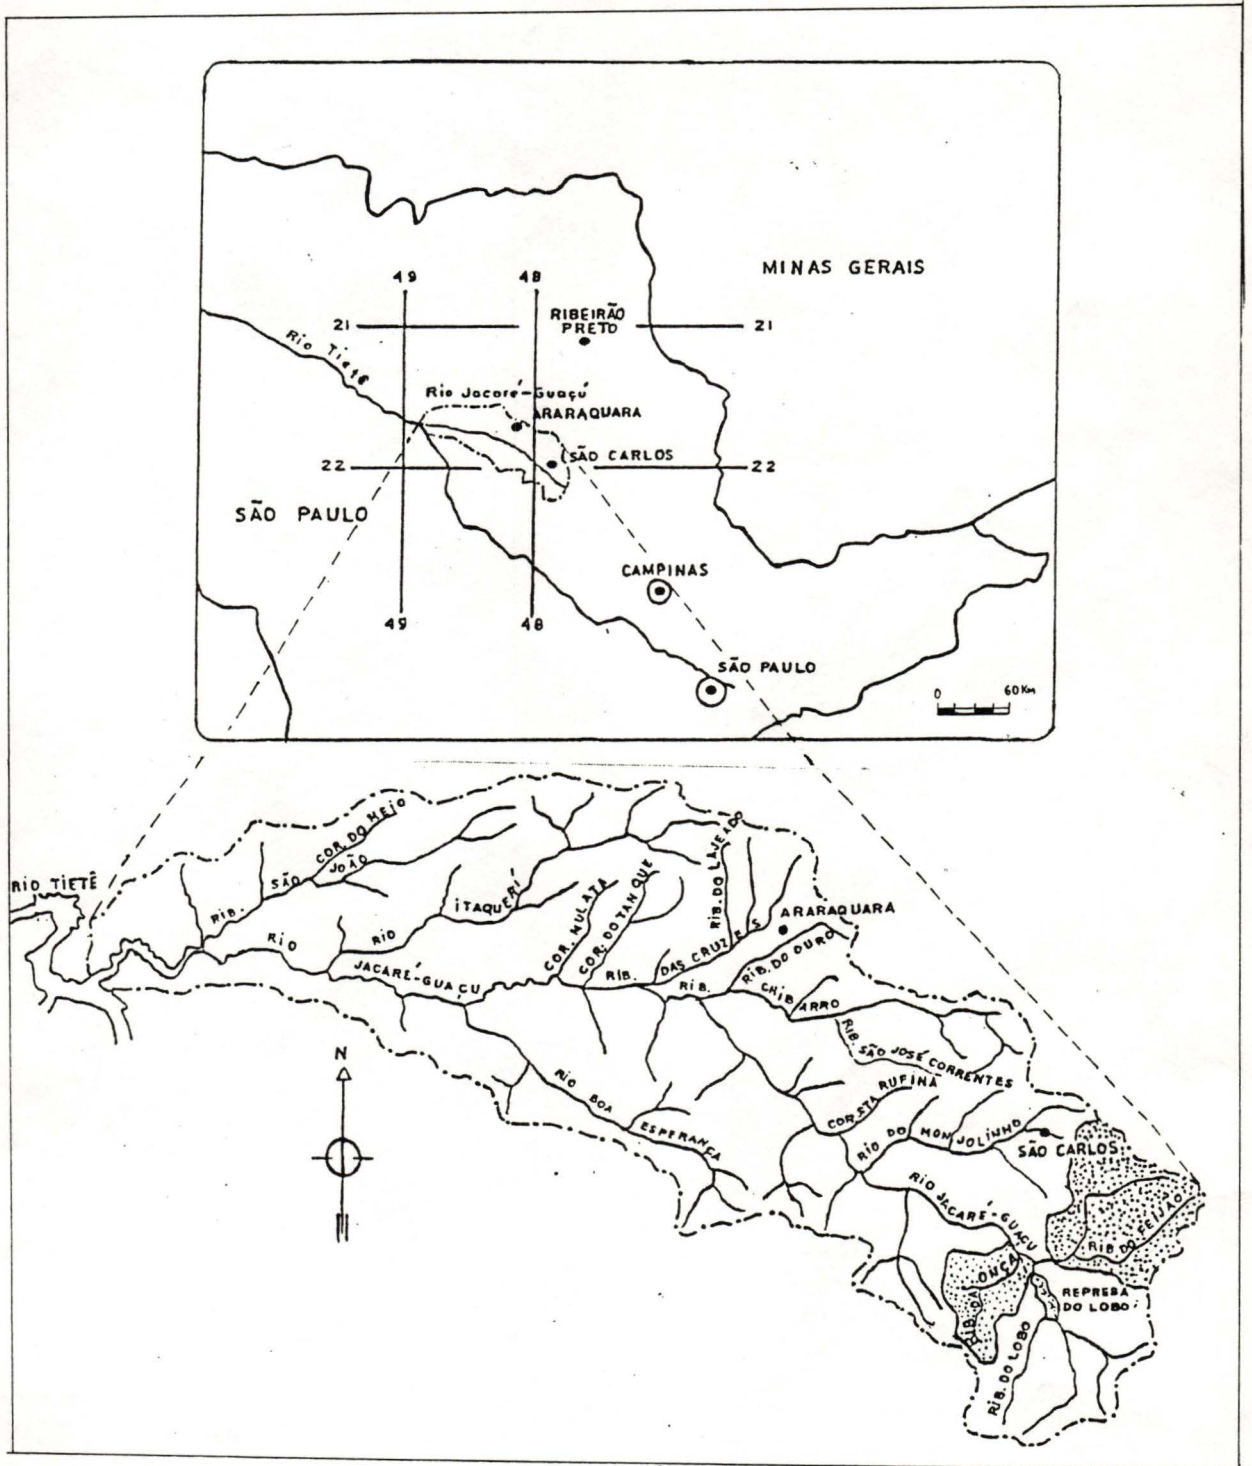 MINAS GERAIS
49 48
RIBEIRÃO
PRETO
21 21
Rio Tietê
Rio Jacaré-Guaçú
ARARAQUARA
SÃO CARLOS
22 22
SÃO PAULO
CAMPINAS
49 48
SÃO PAULO
0 60Km
RIO TIETÊ
RIB. SÃO JOÃO
COR. DO MEIO
RIO ITAQUERÍ
RIO JACARÉ-GUAÇU
COR. MULATA
COR. DO TANQUE
RIB. DO LAJEADO
RIB. DAS CRUZES
ARARAQUARA
RIB. DO OURO
RIB. CHIBARRO
RIB. SÃO JOSÉ CORRENTES
N
RIO BOA ESPERANÇA
COR. STA RUFINA
RIO DO MONJOLINHO
SÃO CARLOS
RIO JACARÉ-GUAÇU
RIB DO FEIJÃO
RIB. DA ONÇA
REPRESA
DO LOBO
RIB. DO LOBO